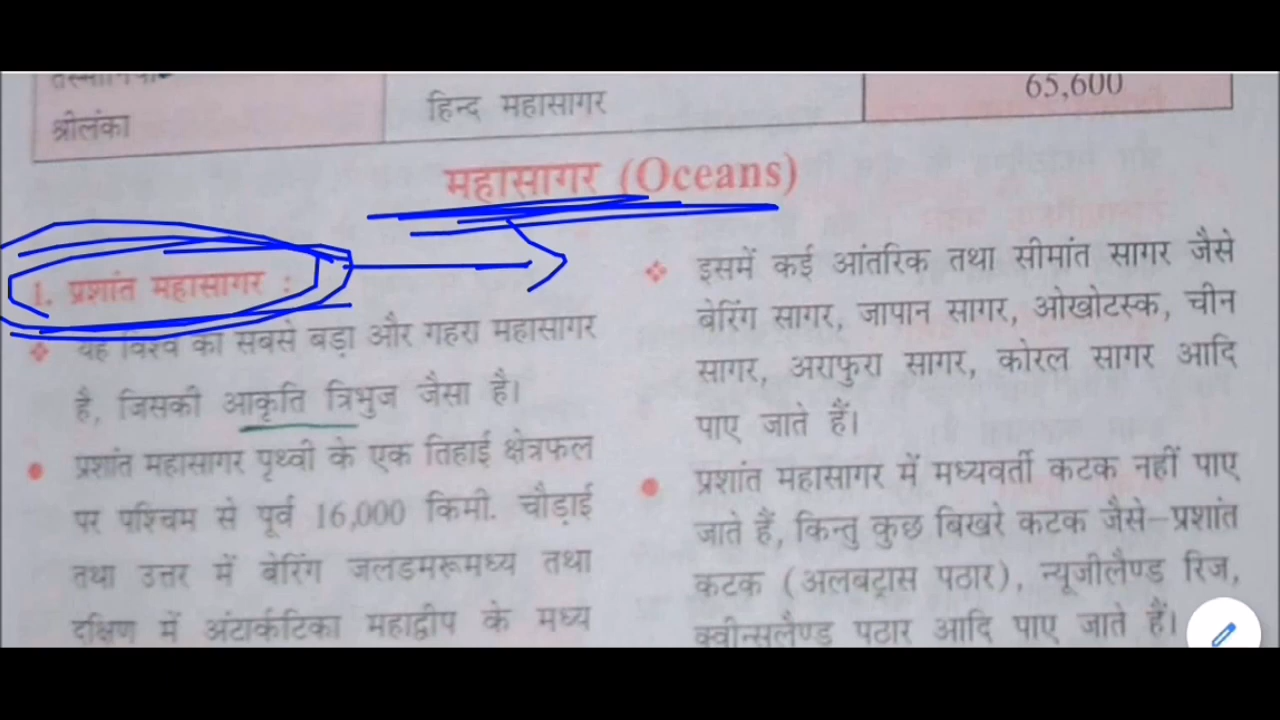 श्रीलंका
हिन्द महासागर
65,600
महासागर (Oceans)
1. प्रशांत महासागर :
यह विश्व का सबसे बड़ा और गहरा महासागर
है, जिसकी आकृति त्रिभुज जैसा है।
प्रशांत महासागर पृथ्वी के एक तिहाई क्षेत्रफल
पर पश्चिम से पूर्व 16,000 किमी. चौड़ाई
तथा उत्तर में बेरिंग जलडमरूमध्य तथा
दक्षिण में अंटार्कटिका महाद्वीप के मध्य
इसमें कई आंतरिक तथा सीमांत सागर जैसे
बेरिंग सागर, जापान सागर, ओखोटस्क, चीन
सागर, अराफुरा सागर, कोरल सागर आदि
पाए जाते हैं।
प्रशांत महासागर में मध्यवर्ती कटक नहीं पाए
जाते हैं, किन्तु कुछ बिखरे कटक जैसे–प्रशांत
कटक (अलबट्रास पठार), न्यूजीलैण्ड रिज,
क्वीन्सलैण्ड पठार आदि पाए जाते हैं।